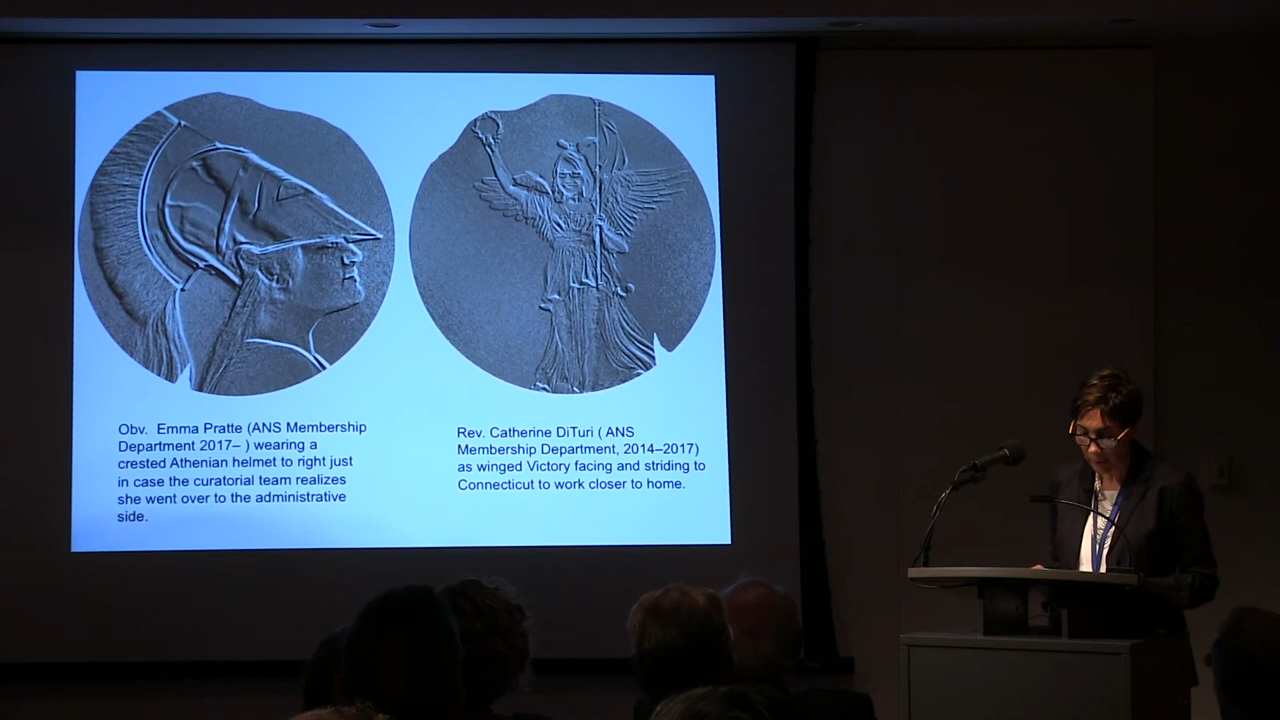 Obv. Emma Pratte (ANS Membership
Department 2017– ) wearing a
crested Athenian helmet to right just
in case the curatorial team realizes
she went over to the administrative
side.
Rev. Catherine DiTuri ( ANS
Membership Department, 2014–2017)
as winged Victory facing and striding to
Connecticut to work closer to home.